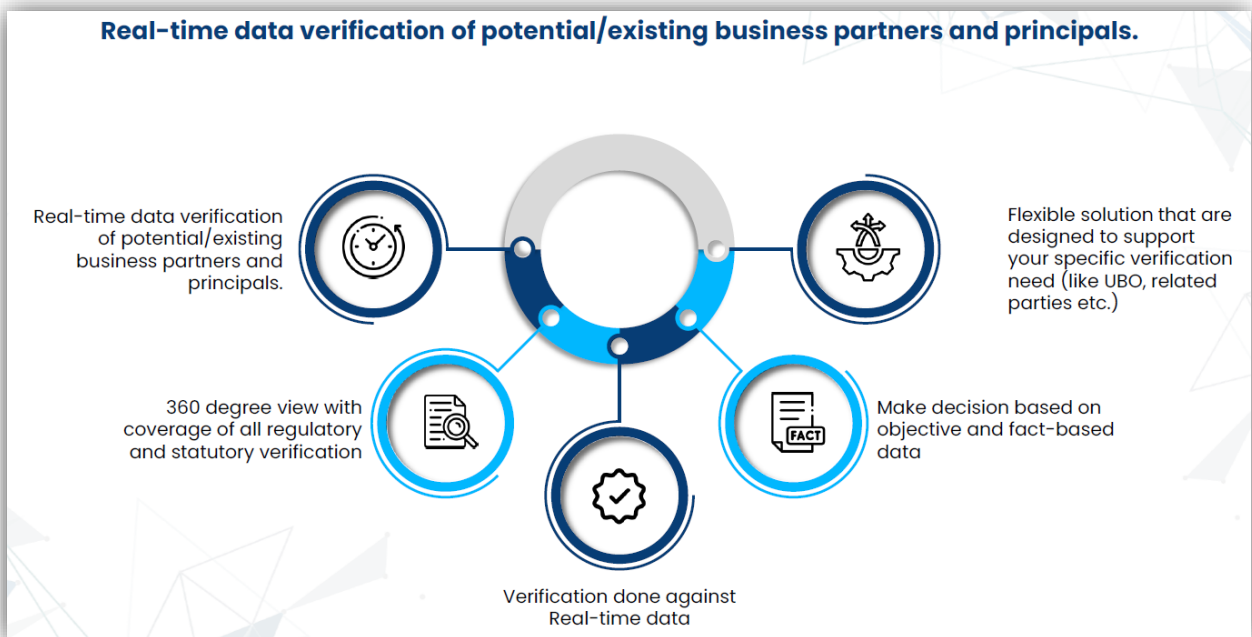 Real-time data verification of potential/existing business partners and principals.
Real-time data verification
of potential/existing
business partners and
principals.
Flexible solution that are
designed to support
your specific verification
need (like UBO, related
parties etc.)
360 degree view with
coverage of all regulatory
and statutory verification
FACT
Make decision based on
objective and fact-based
data
Verification done against
Real-time data